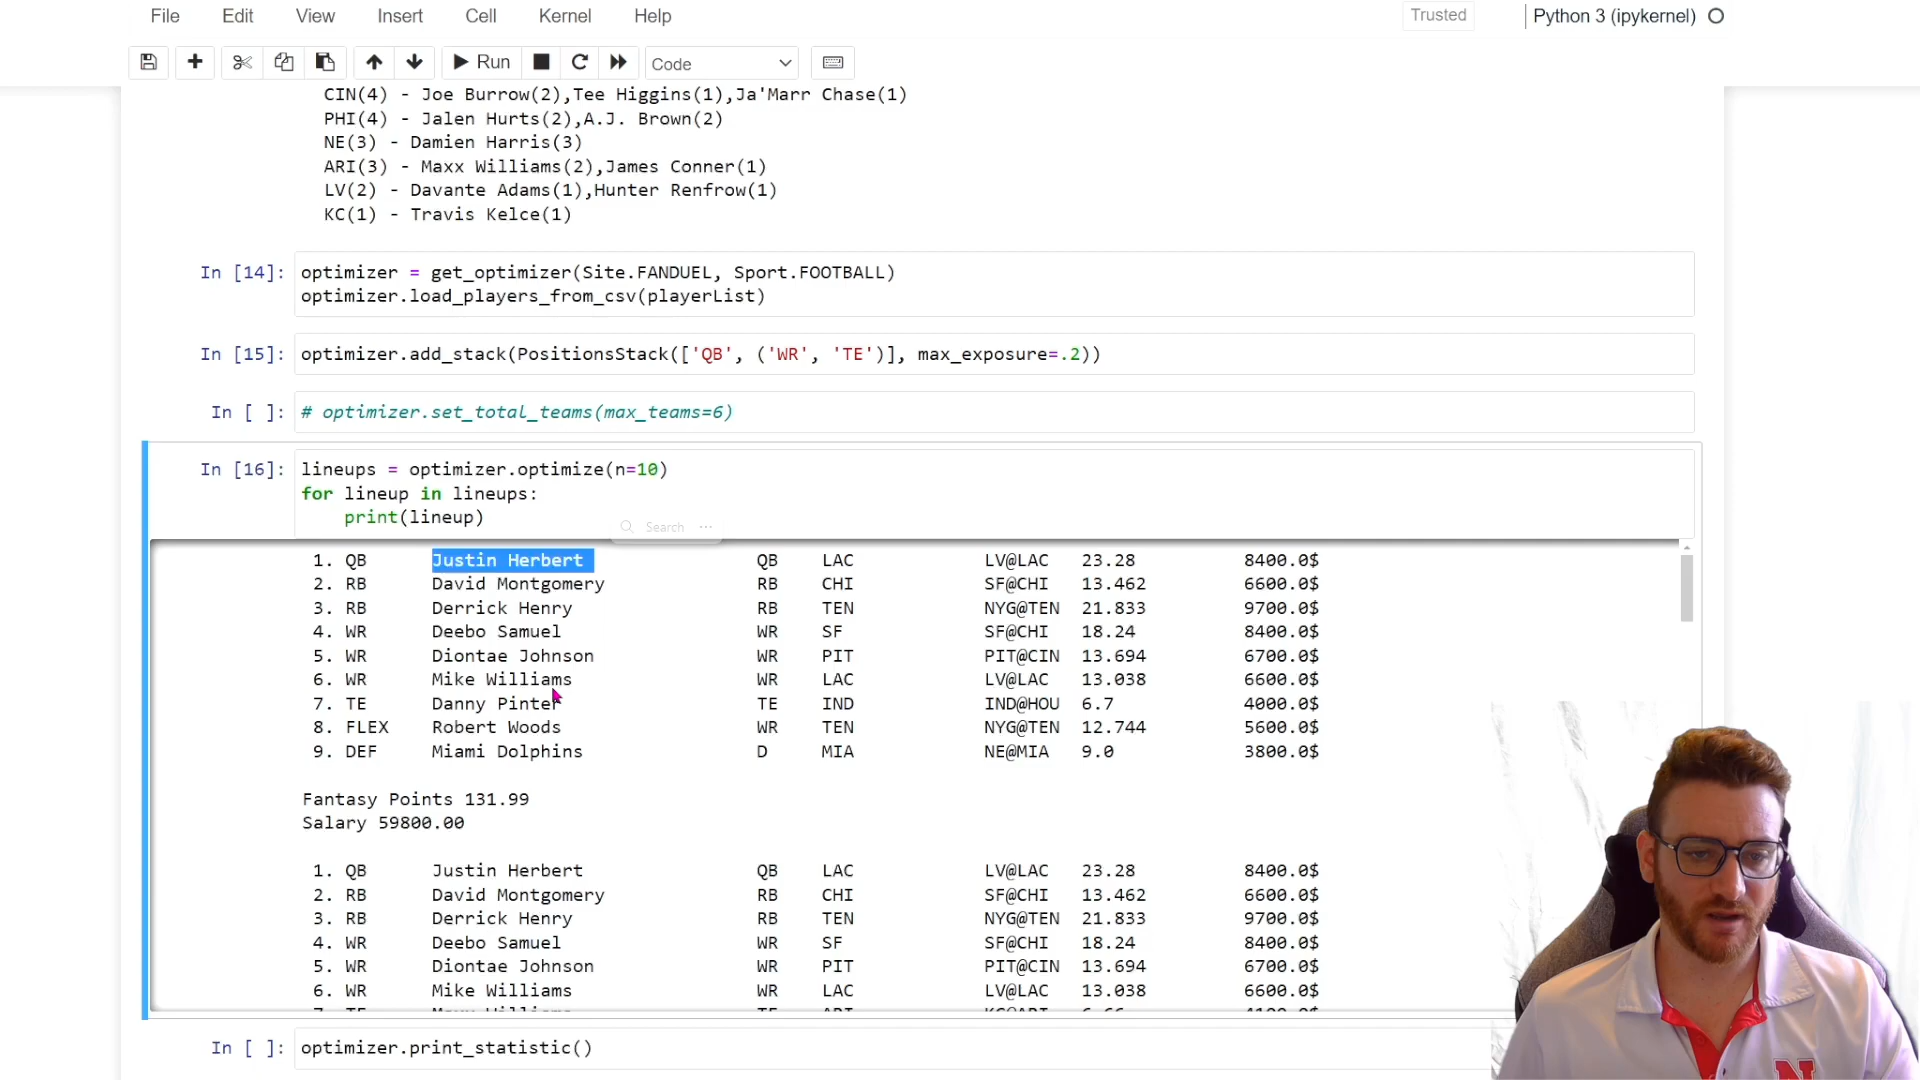 File Edit View Insert Cell Kernel Help Trusted Python 3 (ipykernel)
Run Code
CIN(4) - Joe Burrow(2),Tee Higgins(1),Ja'Marr Chase(1)
PHI(4) - Jalen Hurts(2),A.J. Brown(2)
NE(3) - Damien Harris(3)
ARI(3) - Maxx Williams(2),James Conner(1)
LV(2) - Davante Adams(1),Hunter Renfrow(1)
KC(1) - Travis Kelce(1)
In [14]: optimizer = get_optimizer(Site.FANDUEL, Sport.FOOTBALL)
optimizer.load_players_from_csv(playerList)
In [15]: optimizer.add_stack(PositionsStack(['QB', ('WR', 'TE')], max_exposure=.2))
In [ ]: # optimizer.set_total_teams(max_teams=6)
In [16]: lineups = optimizer.optimize(n=10)
for lineup in lineups:
print(lineup)
Search ...
1. QB Justin Herbert QB LAC LV@LAC 23.28 8400.0$
2. RB David Montgomery RB CHI SF@CHI 13.462 6600.0$
3. RB Derrick Henry RB TEN NYG@TEN 21.833 9700.0$
4. WR Deebo Samuel WR SF SF@CHI 18.24 8400.0$
5. WR Diontae Johnson WR PIT PIT@CIN 13.694 6700.0$
6. WR Mike Williams WR LAC LV@LAC 13.038 6600.0$
7. TE Danny Pinter TE IND IND@HOU 6.7 4000.0$
8. FLEX Robert Woods WR TEN NYG@TEN 12.744 5600.0$
9. DEF Miami Dolphins D MIA NE@MIA 9.0 3800.0$
Fantasy Points 131.99
Salary 59800.00
1. QB Justin Herbert QB LAC LV@LAC 23.28 8400.0$
2. RB David Montgomery RB CHI SF@CHI 13.462 6600.0$
3. RB Derrick Henry RB TEN NYG@TEN 21.833 9700.0$
4. WR Deebo Samuel WR SF SF@CHI 18.24 8400.0$
5. WR Diontae Johnson WR PIT PIT@CIN 13.694 6700.0$
6. WR Mike Williams WR LAC LV@LAC 13.038 6600.0$
In [ ]: optimizer.print_statistic()
N